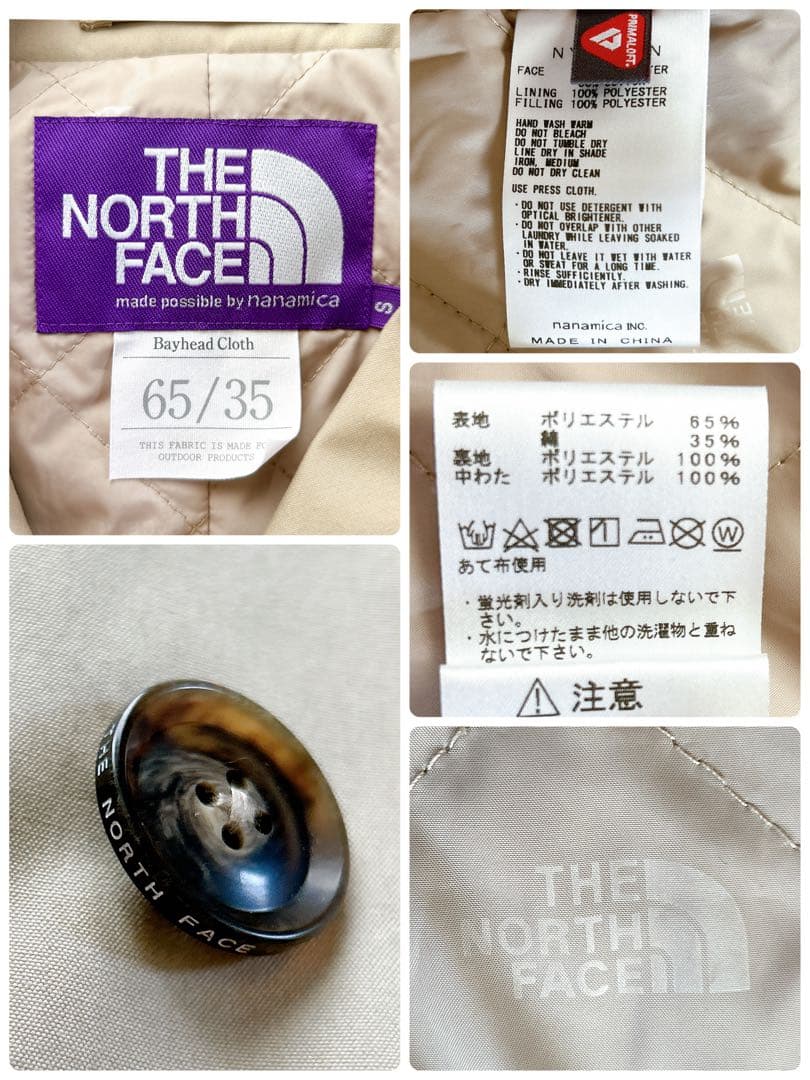 THE
NORTH
FACE
made possible by nanamica
S
Bayhead Cloth
65/35
THIS FABRIC IS MADE
OUTDOOR PRODUCTS
PRIMALOFT
FACE
LINING 100% POLYESTER
FILLING 100% POLYESTER
HAND WASH WARM
DO NOT BLEACH
DO NOT TUMBLE DRY
LINE DRY IN SHADE
IRON, MEDIUM
DO NOT DRY CLEAN
USE PRESS CLOTH.
・DO NOT USE DETERGENT WITH
OPTICAL BRIGHTENER.
・DO NOT OVERLAP WITH OTHER
LAUNDRY WHILE LEAVING SOAKED
IN WATER.
・DO NOT LEAVE IT WET WITH WATER
OR SWEAT FOR A LONG TIME.
・RINSE SUFFICIENTLY.
・DRY IMMEDIATELY AFTER WASHING.
nanamica INC.
MADE IN CHINA
表地 ポリエステル 65%
綿 35%
裏地 ポリエステル 100%
中わた ポリエステル 100%
W
あて布使用
・蛍光剤入り洗剤は使用しないで下
さい。
・水につけたまま他の洗濯物と重ね
ないで下さい。
注意
THE NORTH FACE
THE
NORTH
FACE